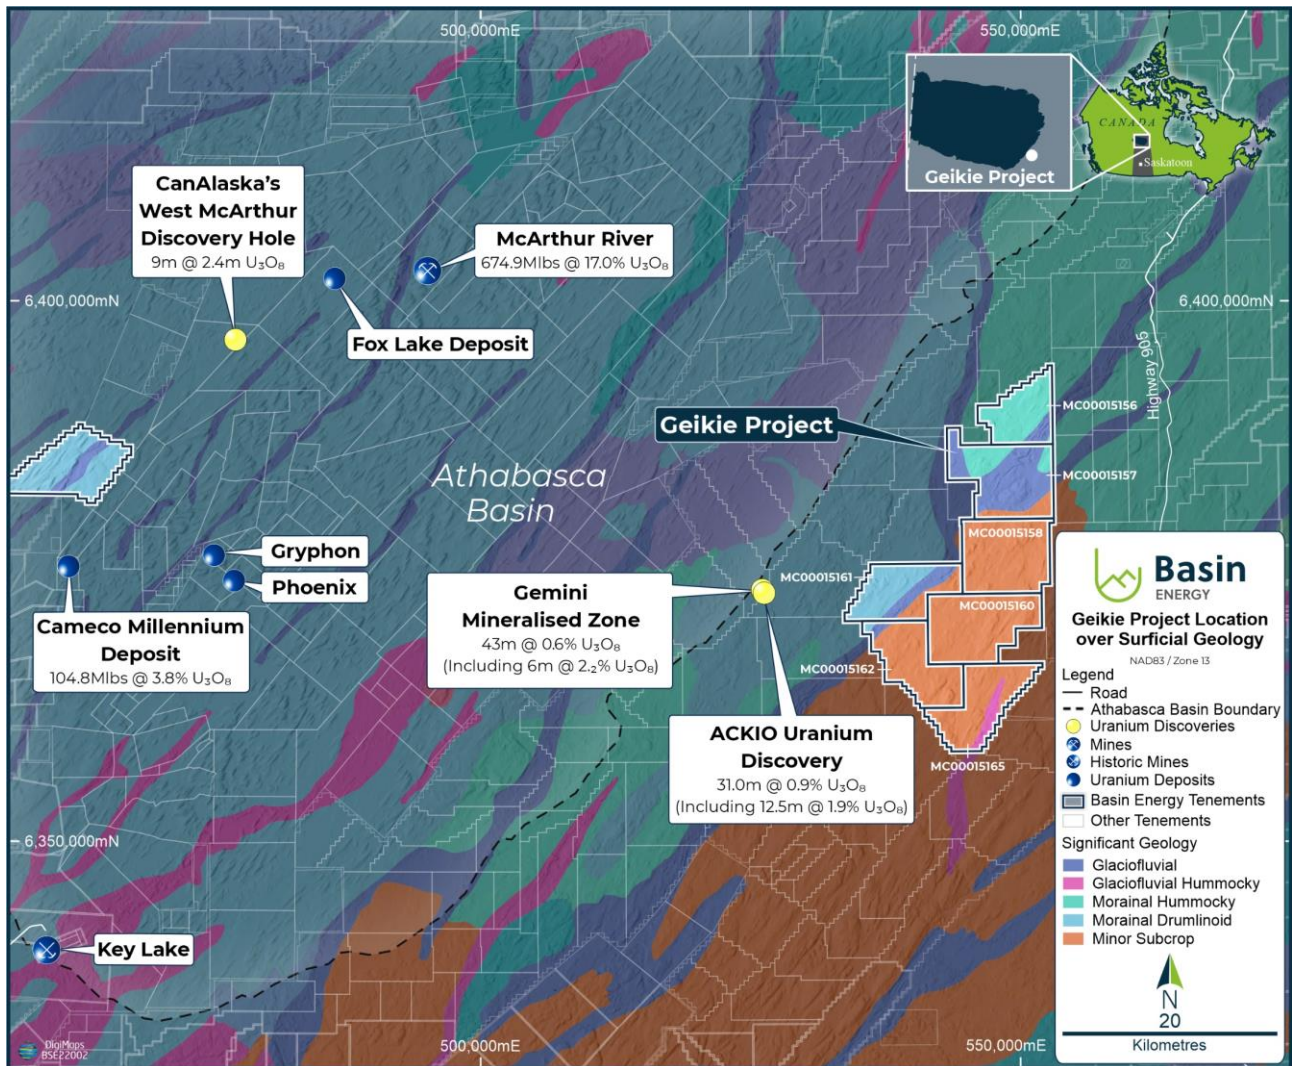 500,000mE
550,000mE
CANADA
Saskatoon
Geikie Project
CanAlaska's
West McArthur
Discovery Hole
9m @ 2.4m U₃O₈
McArthur River
674.9Mlbs @ 17.0% U₃O₈
6,400,000mN
6,400,000mN
Fox Lake Deposit
Highway 905
MC00015156
Geikie Project
MC00015157
Athabasca
Basin
MC00015158
Gryphon
Phoenix
MC00015161
MC00015160
Gemini
Mineralised Zone
43m @ 0.6% U₃O₈
(Including 6m @ 2.₂% U₃O₈)
Cameco Millennium
Deposit
104.8Mlbs @ 3.8% U₃O₈
MC00015162
ACKIO Uranium
Discovery
31.0m @ 0.9% U₃O₈
(Including 12.5m @ 1.9% U₃O₈)
MC00015165
6,350,000mN
Key Lake
500,000mE
550,000mE
DigiMaps
BSE22002
Basin
ENERGY
Geikie Project Location
over Surficial Geology
NAD83 / Zone 13
Legend
Road
Athabasca Basin Boundary
Uranium Discoveries
Mines
Historic Mines
Uranium Deposits
Basin Energy Tenements
Other Tenements
Significant Geology
Glaciofluvial
Glaciofluvial Hummocky
Morainal Hummocky
Morainal Drumlinoid
Minor Subcrop
N
20
Kilometres